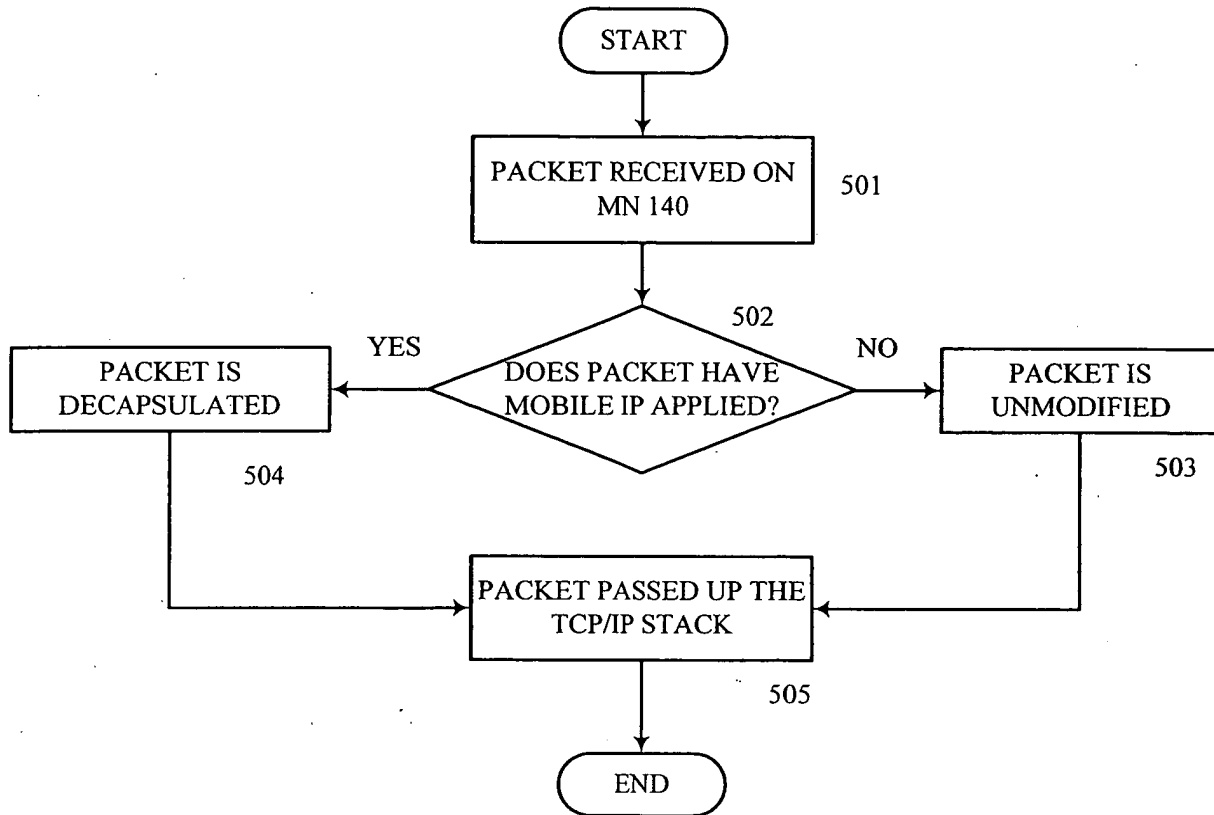 START
PACKET RECEIVED ON
MN 140
501
502
YES
NO
DOES PACKET HAVE
MOBILE IP APPLIED?
PACKET IS
DECAPSULATED
504
PACKET IS
UNMODIFIED
503
PACKET PASSED UP THE
TCP/IP STACK
505
END